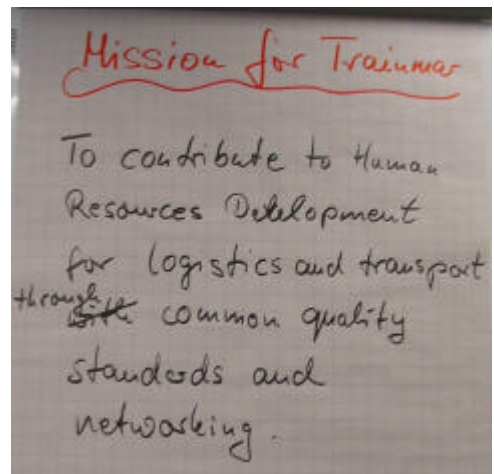 Mission for Trainmar
To contribute to Human
Resources Development
for logistics and transport
through with common quality
standards and
networking.